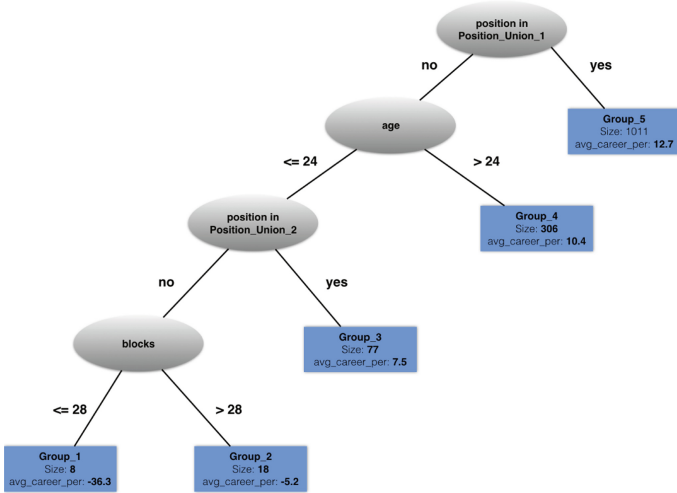 position in
Position_Union_1
no
yes
Group_5
Size: 1011
avg_career_per: 12.7
age
<= 24
> 24
Group_4
Size: 306
avg_career_per: 10.4
position in
Position_Union_2
no
yes
Group_3
Size: 77
avg_career_per: 7.5
blocks
<= 28
> 28
Group_1
Size: 8
avg_career_per: -36.3
Group_2
Size: 18
avg_career_per: -5.2